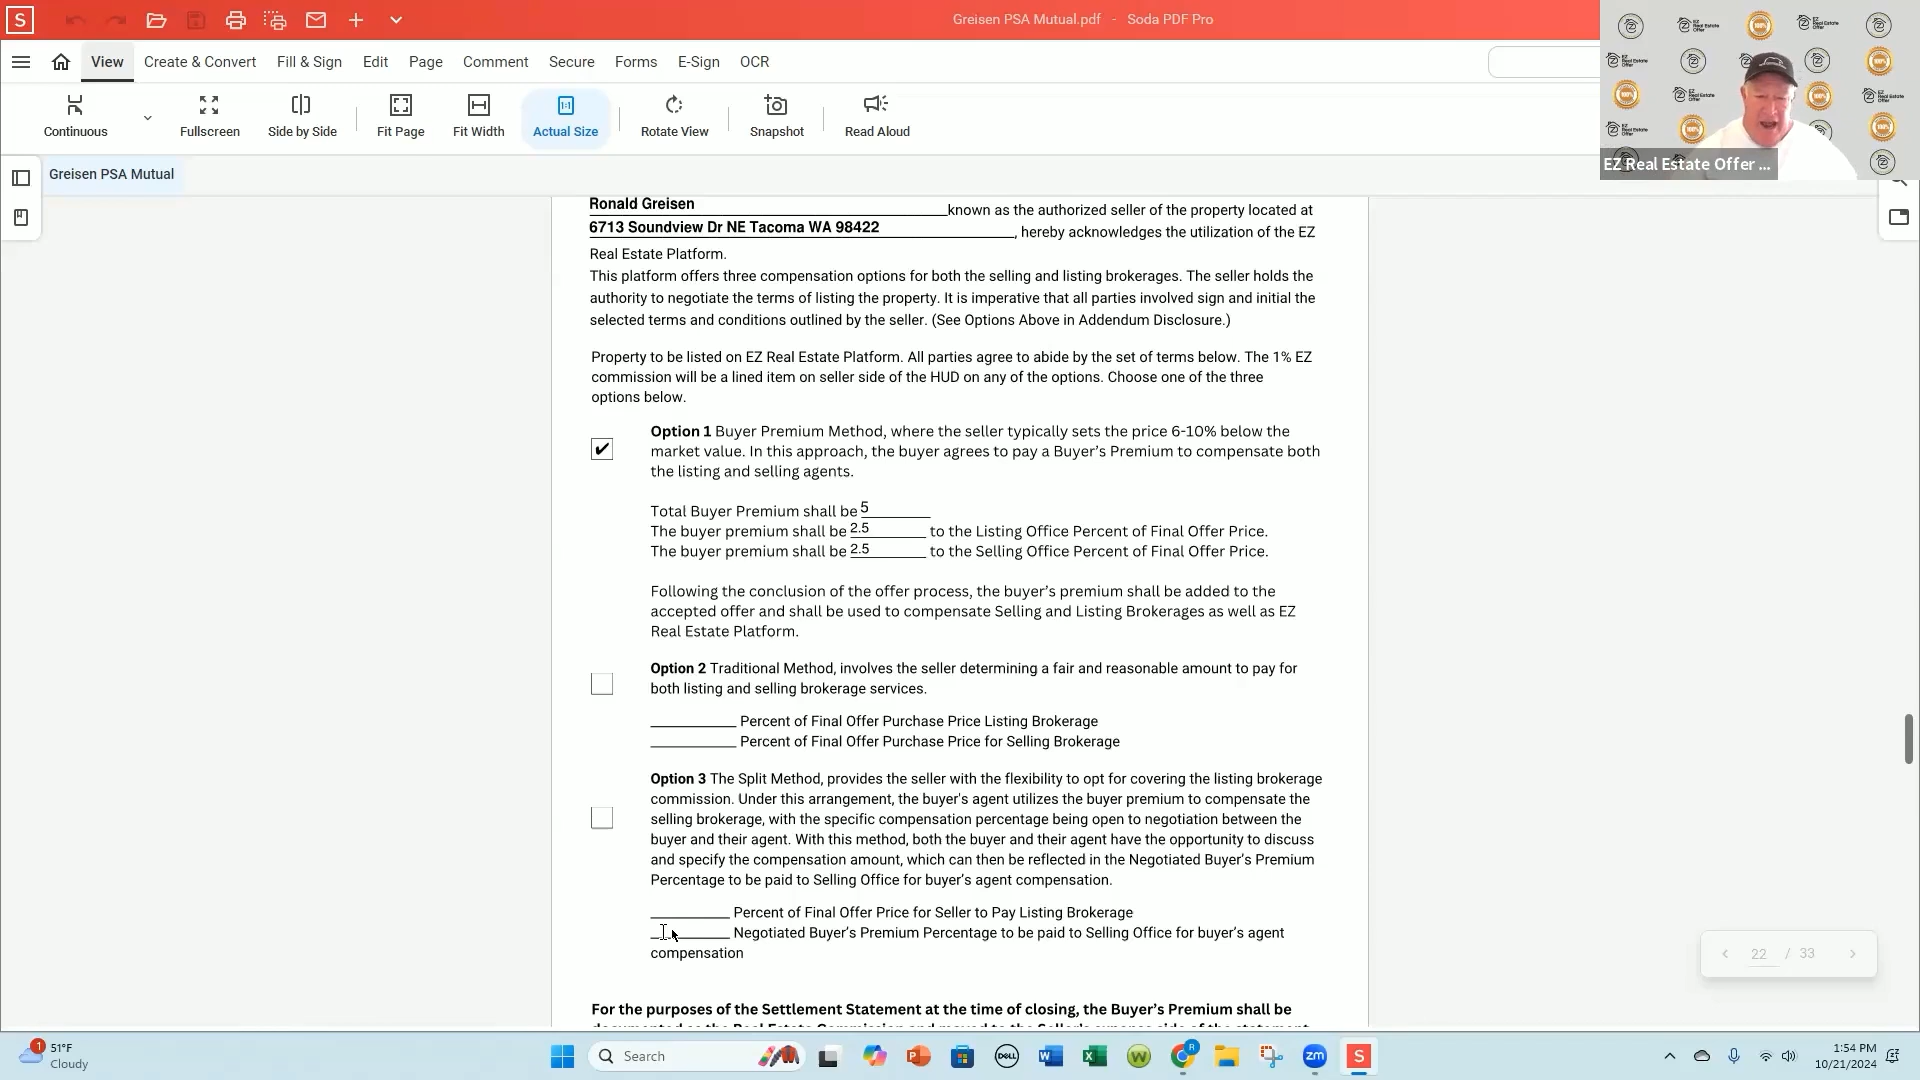 Greisen PSA Mutual.pdf - Soda PDF Pro
View Create & Convert Fill & Sign Edit Page Comment Secure Forms E-Sign OCR
Continuous Fullscreen Side by Side Fit Page Fit Width Actual Size Rotate View Snapshot Read Aloud
EZ Real Estate Offer ...
Greisen PSA Mutual
Ronald Greisen known as the authorized seller of the property located at
6713 Soundview Dr NE Tacoma WA 98422, hereby acknowledges the utilization of the EZ
Real Estate Platform.
This platform offers three compensation options for both the selling and listing brokerages. The seller holds the
authority to negotiate the terms of listing the property. It is imperative that all parties involved sign and initial the
selected terms and conditions outlined by the seller. (See Options Above in Addendum Disclosure.)
Property to be listed on EZ Real Estate Platform. All parties agree to abide by the set of terms below. The 1% EZ
commission will be a lined item on seller side of the HUD on any of the options. Choose one of the three
options below.
Option 1 Buyer Premium Method, where the seller typically sets the price 6-10% below the
market value. In this approach, the buyer agrees to pay a Buyer's Premium to compensate both
the listing and selling agents.
Total Buyer Premium shall be 5
The buyer premium shall be 2.5 to the Listing Office Percent of Final Offer Price.
The buyer premium shall be 2.5 to the Selling Office Percent of Final Offer Price.
Following the conclusion of the offer process, the buyer's premium shall be added to the
accepted offer and shall be used to compensate Selling and Listing Brokerages as well as EZ
Real Estate Platform.
Option 2 Traditional Method, involves the seller determining a fair and reasonable amount to pay for
both listing and selling brokerage services.
Percent of Final Offer Purchase Price Listing Brokerage
Percent of Final Offer Purchase Price for Selling Brokerage
Option 3 The Split Method, provides the seller with the flexibility to opt for covering the listing brokerage
commission. Under this arrangement, the buyer's agent utilizes the buyer premium to compensate the
selling brokerage, with the specific compensation percentage being open to negotiation between the
buyer and their agent. With this method, both the buyer and their agent have the opportunity to discuss
and specify the compensation amount, which can then be reflected in the Negotiated Buyer's Premium
Percentage to be paid to Selling Office for buyer's agent compensation.
Percent of Final Offer Price for Seller to Pay Listing Brokerage
Negotiated Buyer's Premium Percentage to be paid to Selling Office for buyer's agent
compensation
22 / 33
For the purposes of the Settlement Statement at the time of closing, the Buyer's Premium shall be
documented as the Real Estate Commission and moved to the Seller's expense side of the statement
1
51°F
Cloudy
Search
DELL
zm
1:54 PM
10/21/2024